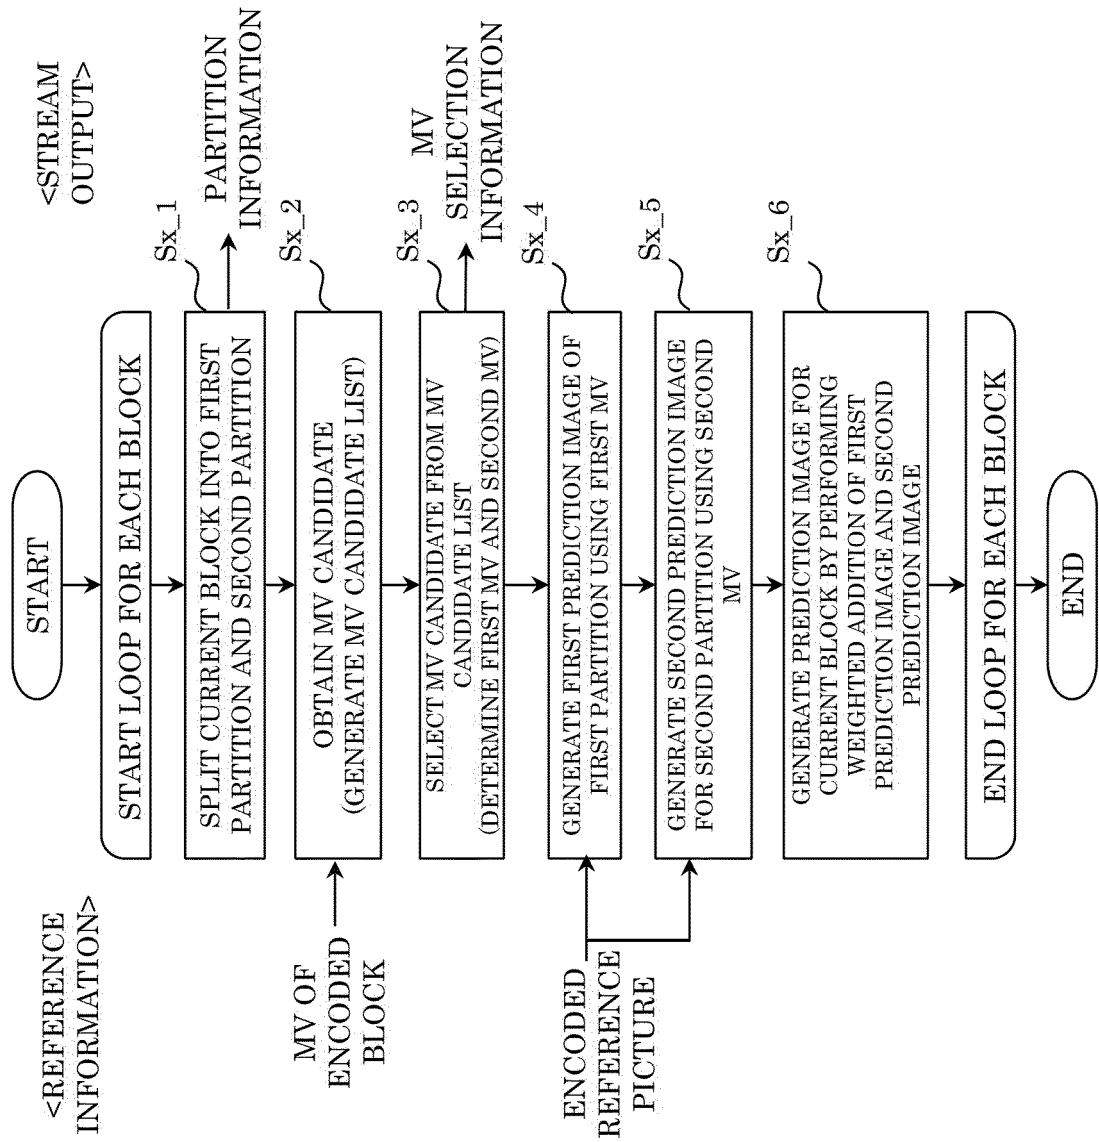 <REFERENCE
INFORMATION>
<STREAM
OUTPUT>
START
START LOOP FOR EACH BLOCK
Sx_1
SPLIT CURRENT BLOCK INTO FIRST
PARTITION AND SECOND PARTITION
PARTITION
INFORMATION
Sx_2
MV OF
ENCODED
BLOCK
OBTAIN MV CANDIDATE
(GENERATE MV CANDIDATE LIST)
Sx_3
SELECT MV CANDIDATE FROM MV
CANDIDATE LIST
(DETERMINE FIRST MV AND SECOND MV)
MV
SELECTION
INFORMATION
Sx_4
ENCODED
REFERENCE
PICTURE
GENERATE FIRST PREDICTION IMAGE OF
FIRST PARTITION USING FIRST MV
Sx_5
GENERATE SECOND PREDICTION IMAGE
FOR SECOND PARTITION USING SECOND
MV
Sx_6
GENERATE PREDICTION IMAGE FOR
CURRENT BLOCK BY PERFORMING
WEIGHTED ADDITION OF FIRST
PREDICTION IMAGE AND SECOND
PREDICTION IMAGE
END LOOP FOR EACH BLOCK
END